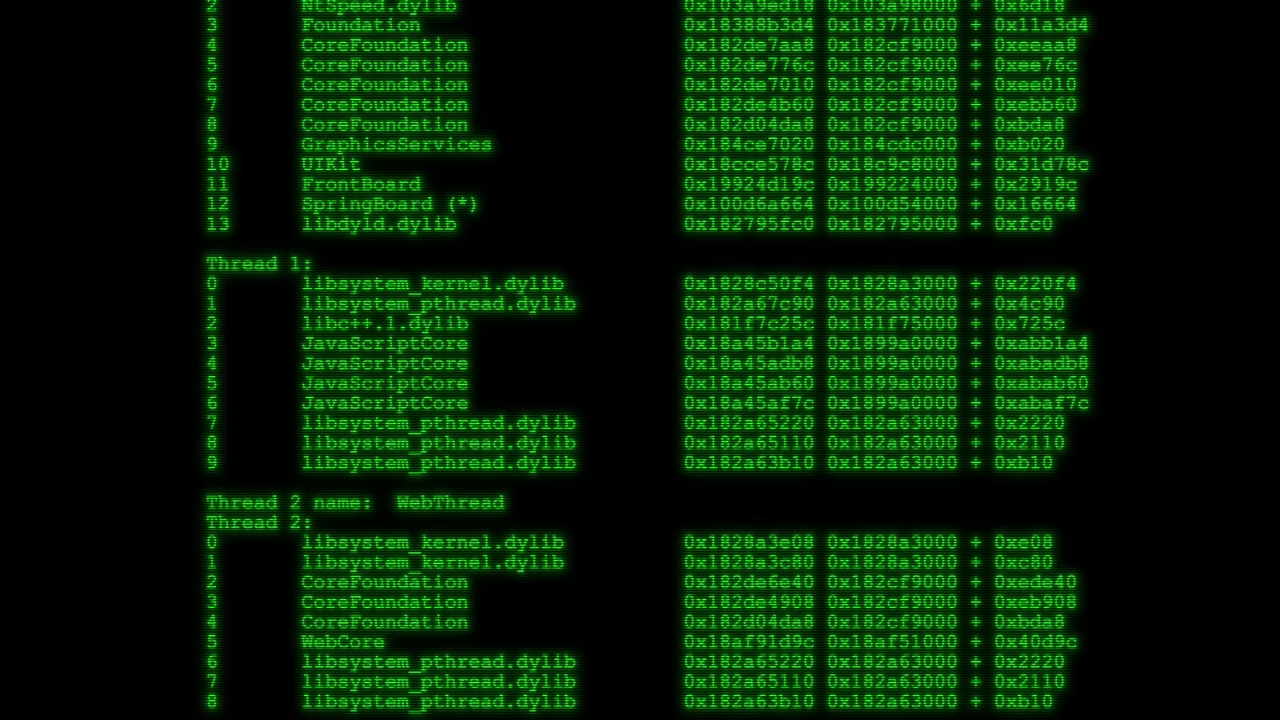 2 NtSpeed.dylib 0x103a9ed18 0x103a98000 + 0x6d18
3 Foundation 0x18388b3d4 0x183771000 + 0x11a3d4
4 CoreFoundation 0x182de7aa8 0x182cf9000 + 0xeeaa8
5 CoreFoundation 0x182de776c 0x182cf9000 + 0xee76c
6 CoreFoundation 0x182de7010 0x182cf9000 + 0xee010
7 CoreFoundation 0x182de4b60 0x182cf9000 + 0xebb60
8 CoreFoundation 0x182d04da8 0x182cf9000 + 0xbda8
9 GraphicsServices 0x184ce7020 0x184cdc000 + 0xb020
10 UIKit 0x18cce578c 0x18c9c8000 + 0x31d78c
11 FrontBoard 0x19924d19c 0x199224000 + 0x2919c
12 SpringBoard (*) 0x100d6a664 0x100d54000 + 0x16664
13 libdyld.dylib 0x182795fc0 0x182795000 + 0xfc0
Thread 1:
0 libsystem_kernel.dylib 0x1828c50f4 0x1828a3000 + 0x220f4
1 libsystem_pthread.dylib 0x182a67c90 0x182a63000 + 0x4c90
2 libc++.1.dylib 0x181f7c25c 0x181f75000 + 0x725c
3 JavaScriptCore 0x18a45b1a4 0x1899a0000 + 0xabb1a4
4 JavaScriptCore 0x18a45adb8 0x1899a0000 + 0xabadb8
5 JavaScriptCore 0x18a45ab60 0x1899a0000 + 0xabab60
6 JavaScriptCore 0x18a45af7c 0x1899a0000 + 0xabaf7c
7 libsystem_pthread.dylib 0x182a65220 0x182a63000 + 0x2220
8 libsystem_pthread.dylib 0x182a65110 0x182a63000 + 0x2110
9 libsystem_pthread.dylib 0x182a63b10 0x182a63000 + 0xb10
Thread 2 name:  WebThread
Thread 2:
0 libsystem_kernel.dylib 0x1828a3e08 0x1828a3000 + 0xe08
1 libsystem_kernel.dylib 0x1828a3c80 0x1828a3000 + 0xc80
2 CoreFoundation 0x182de6e40 0x182cf9000 + 0xede40
3 CoreFoundation 0x182de4908 0x182cf9000 + 0xeb908
4 CoreFoundation 0x182d04da8 0x182cf9000 + 0xbda8
5 WebCore 0x18af91d9c 0x18af51000 + 0x40d9c
6 libsystem_pthread.dylib 0x182a65220 0x182a63000 + 0x2220
7 libsystem_pthread.dylib 0x182a65110 0x182a63000 + 0x2110
8 libsystem_pthread.dylib 0x182a63b10 0x182a63000 + 0xb10